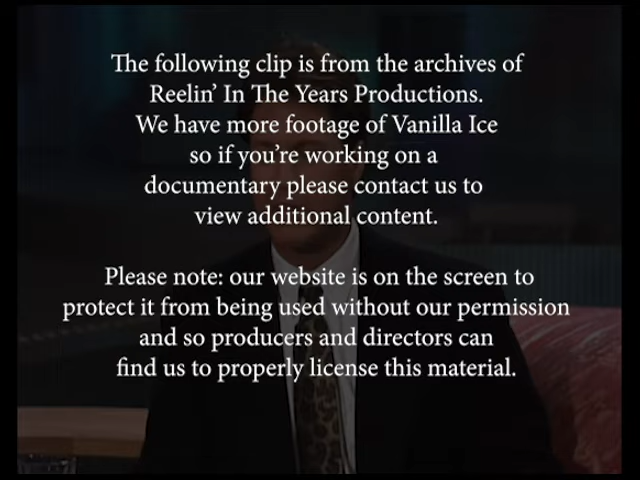 The following clip is from the archives of
Reelin’ In The Years Productions.
We have more footage of Vanilla Ice
so if you’re working on a
documentary please contact us to
view additional content.
Please note: our website is on the screen to
protect it from being used without our permission
and so producers and directors can
find us to properly license this material.